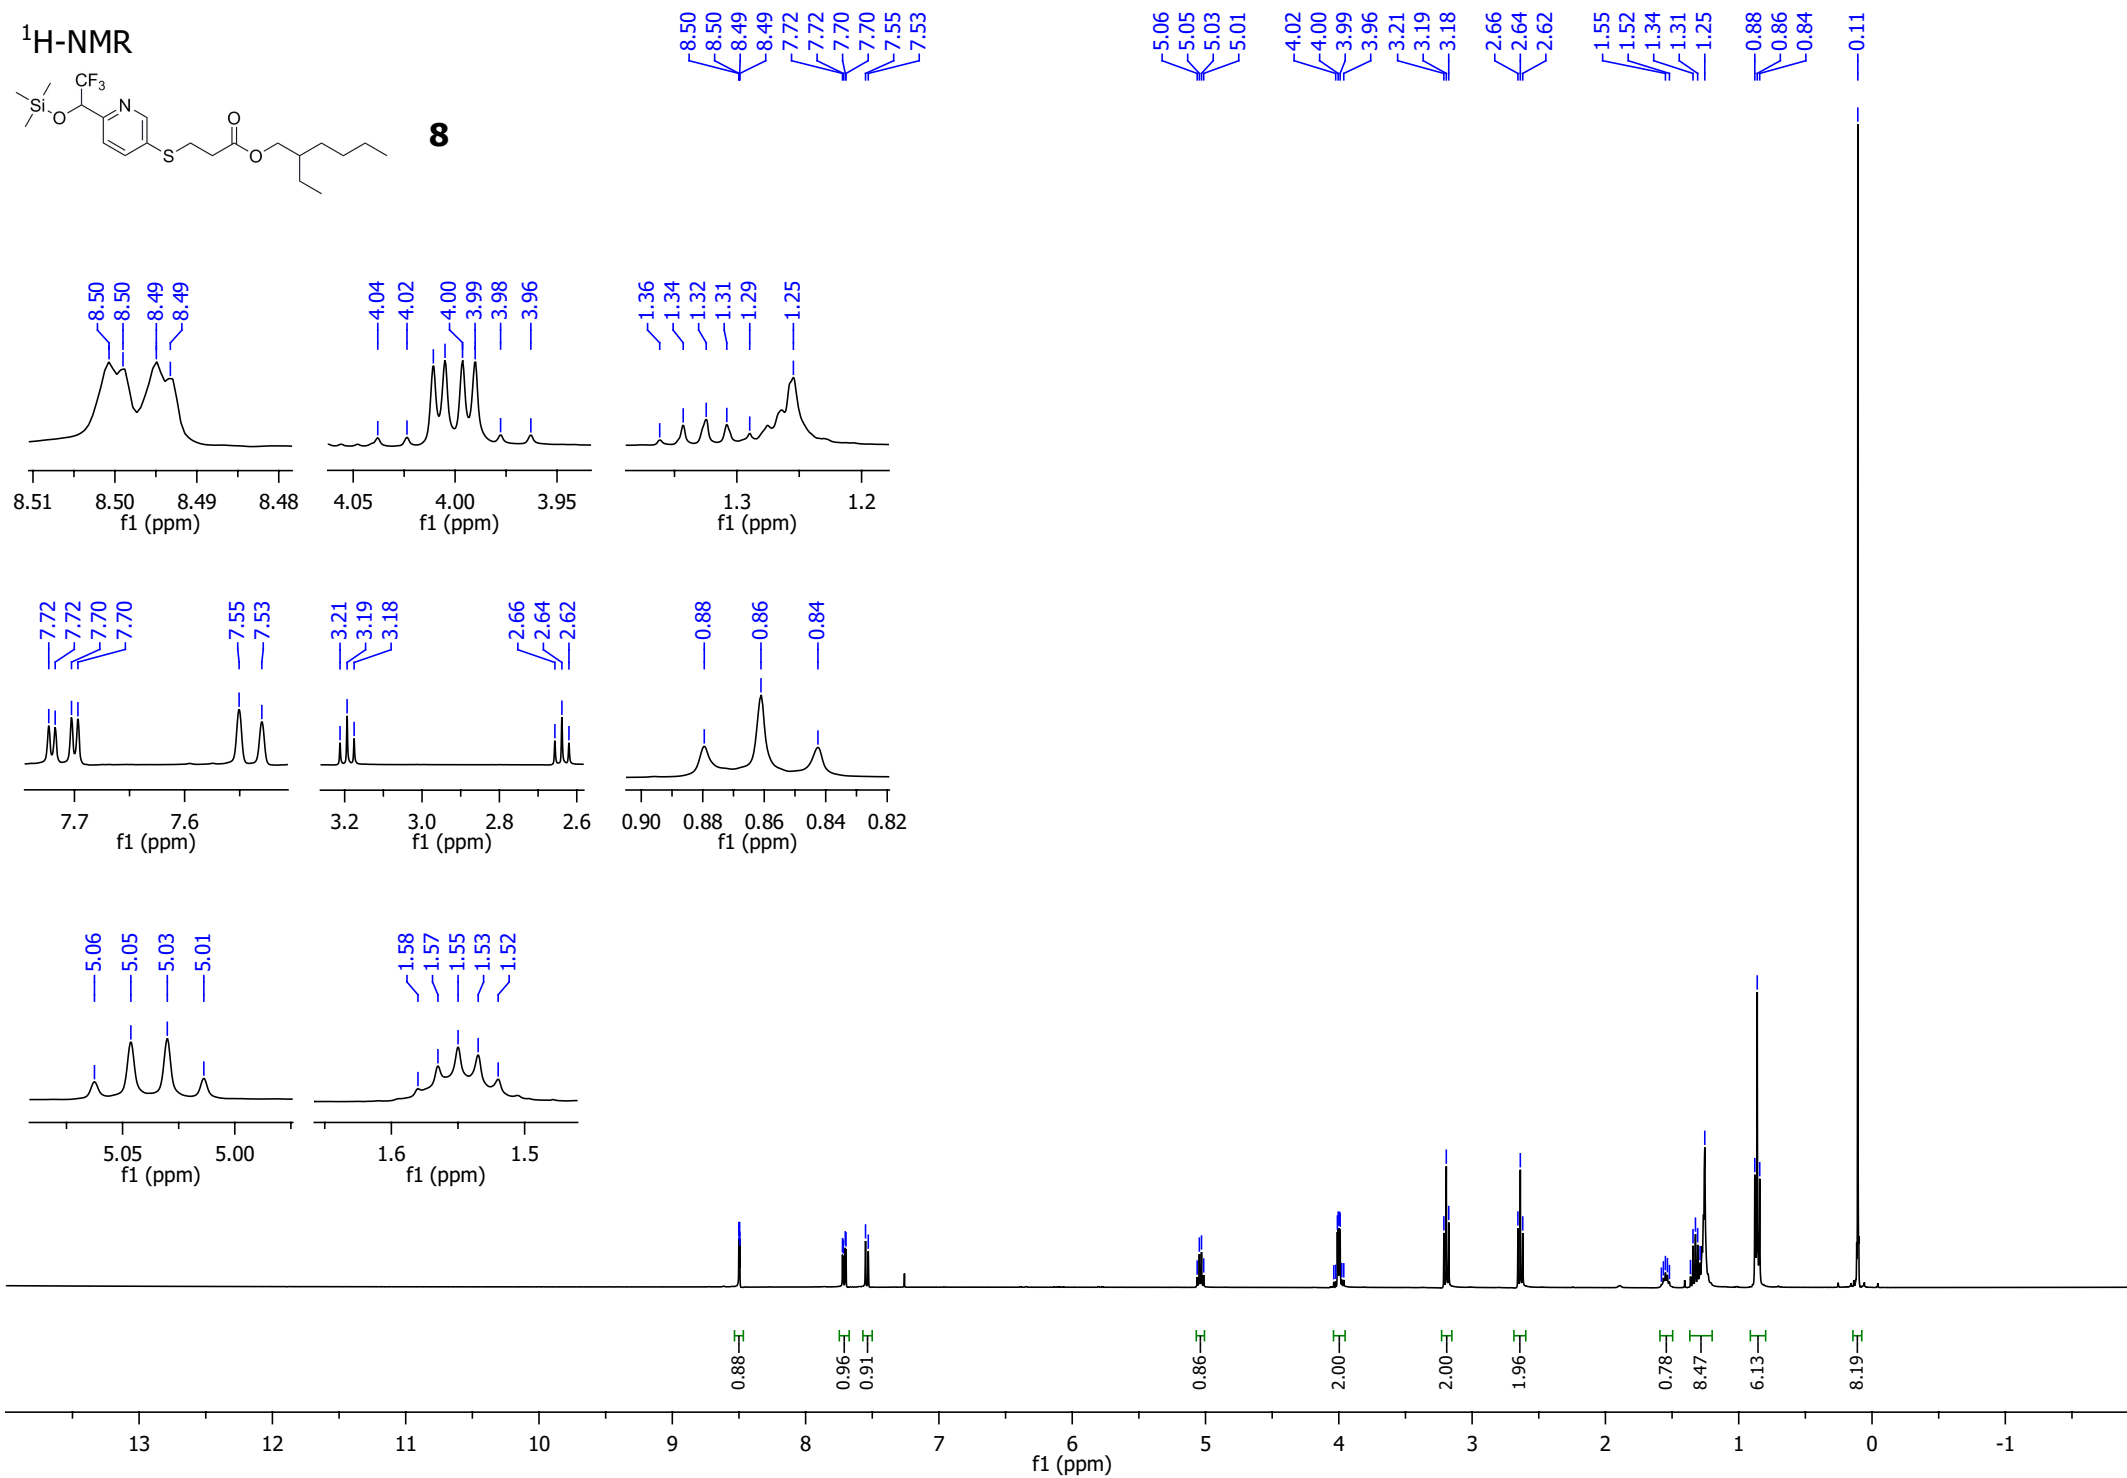 ¹H-NMR
8.50 8.50 8.49 8.49 7.72 7.72 7.70 7.70 7.55 7.53 5.06 5.05 5.03 5.01 4.02 4.00 3.99 3.96 3.21 3.19 3.18 2.66 2.64 2.62 1.55 1.52 1.34 1.31 1.25 0.88 0.86 0.84 0.11
CF₃
Si
O
N
S
O
O
8
8.50 8.50 8.49 8.49
4.04 4.02 4.00 3.99 3.98 3.96
1.36 1.34 1.32 1.31 1.29 1.25
8.51 8.50 8.49 8.48
f1 (ppm)
4.05 4.00 3.95
f1 (ppm)
1.3 1.2
f1 (ppm)
7.72 7.72 7.70 7.70 7.55 7.53
3.21 3.19 3.18 2.66 2.64 2.62
0.88 0.86 0.84
7.7 7.6
f1 (ppm)
3.2 3.0 2.8 2.6
f1 (ppm)
0.90 0.88 0.86 0.84 0.82
f1 (ppm)
5.06 5.05 5.03 5.01
1.58 1.57 1.55 1.53 1.52
5.05 5.00
f1 (ppm)
1.6 1.5
f1 (ppm)
0.88 0.96 0.91 0.86 2.00 2.00 1.96 0.78 8.47 6.13 8.19
13 12 11 10 9 8 7 6 5 4 3 2 1 0 -1
f1 (ppm)